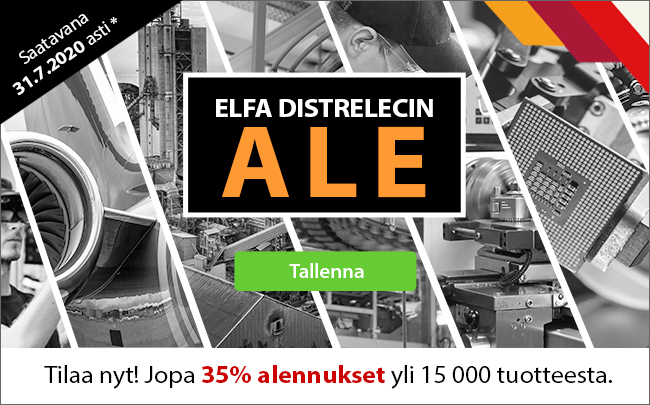 Saatavana
31.7.2020 asti *
ELFA DISTRELECIN
ALE
Tallenna
Tilaa nyt! Jopa 35% alennukset yli 15 000 tuotteesta.